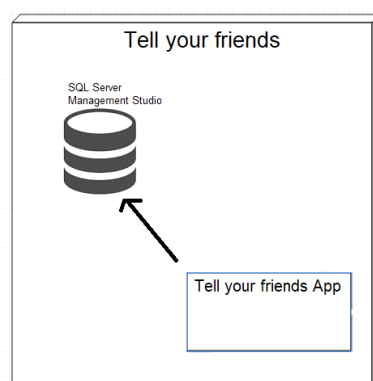 Tell your friends
SQL Server
Management Studio
Tell your friends App